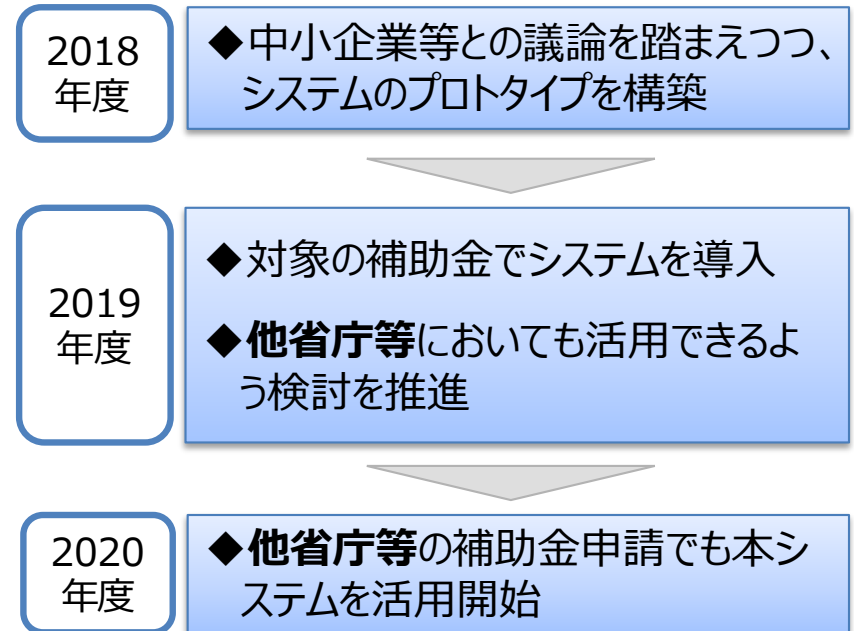 2018
年度
◆中小企業等との議論を踏まえつつ、
システムのプロトタイプを構築
2019
年度
◆対象の補助金でシステムを導入
◆他省庁等においても活用できるよ
う検討を推進
2020
年度
◆他省庁等の補助金申請でも本シ
ステムを活用開始